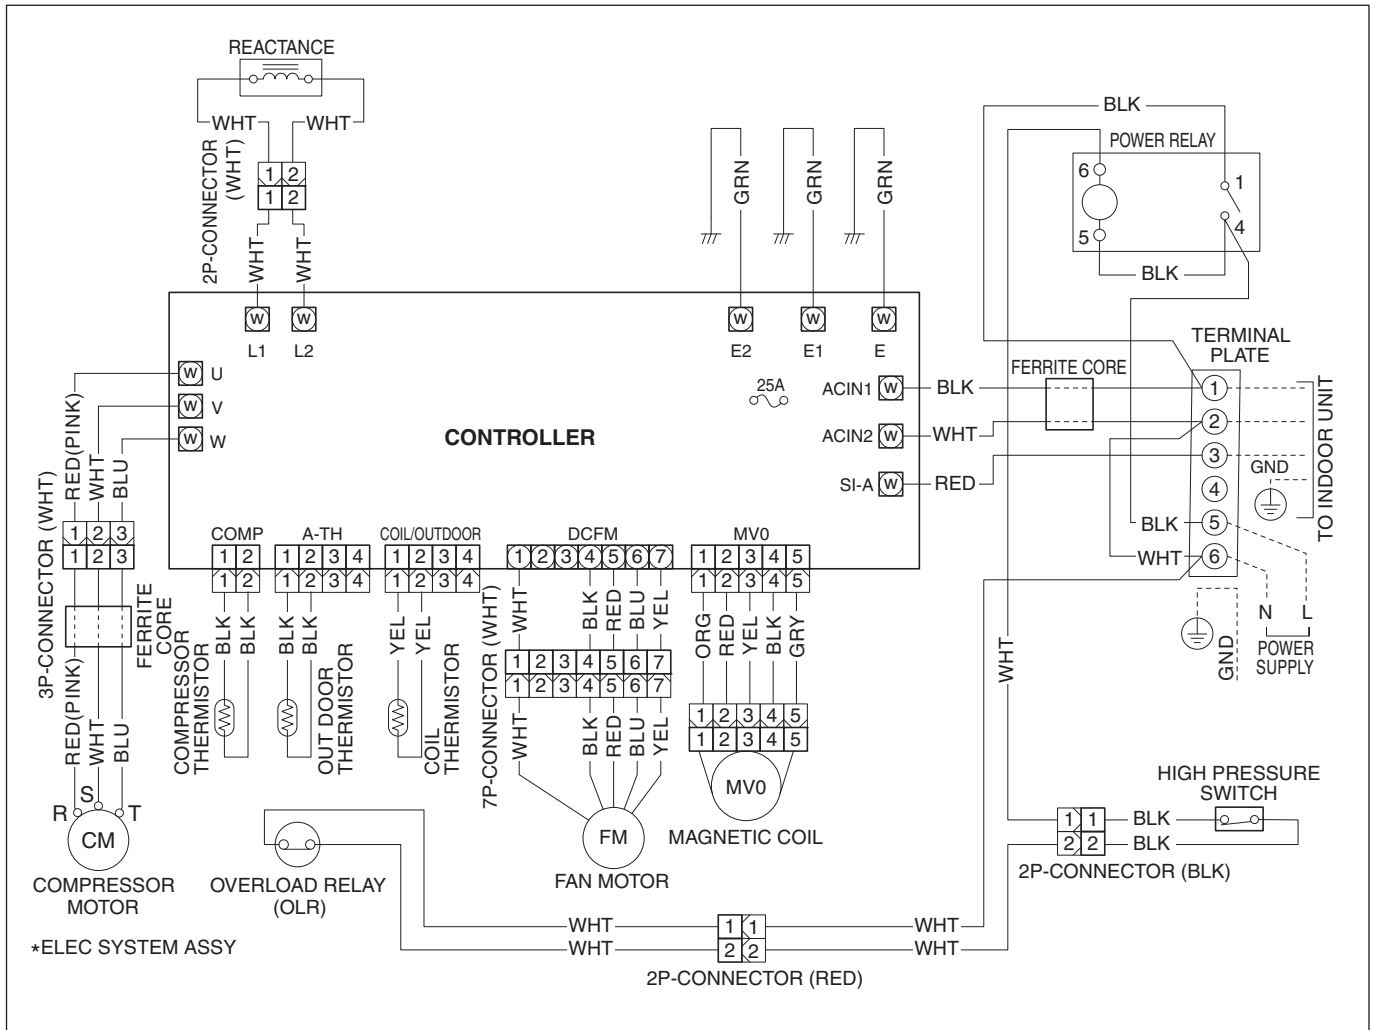 REACTANCE
WHT WHT
2P-CONNECTOR
(WHT)
1 2
1 2
WHT WHT
GRN GRN GRN
BLK
POWER RELAY
6
1
5
4
BLK
W W
L1 L2
W W W
E2 E1 E
W U
W V
W W
25A
CONTROLLER
ACIN1 W BLK
ACIN2 W WHT
SI-A W RED
FERRITE CORE
TERMINAL
PLATE
1
2
3
4
BLK 5
WHT 6
GND
TO INDOOR UNIT
N L
POWER
SUPPLY
GND
WHT
RED(PINK) WHT BLU
3P-CONNECTOR (WHT)
1 2 3
1 2 3
FERRITE
CORE
RED(PINK) WHT BLU
R S T
CM
COMPRESSOR
MOTOR
COMP
1 2
1 2
BLK BLK
COMPRESSOR
THERMISTOR
A-TH
1 2 3 4
1 2 3 4
BLK BLK
OUT DOOR
THERMISTOR
COIL/OUTDOOR
1 2 3 4
1 2 3 4
YEL YEL
COIL
THERMISTOR
DCFM
1 2 3 4 5 6 7
WHT BLK RED BLU YEL
7P-CONNECTOR (WHT)
1 2 3 4 5 6 7
1 2 3 4 5 6 7
WHT BLK RED BLU YEL
FM
FAN MOTOR
MV0
1 2 3 4 5
1 2 3 4 5
ORG RED YEL BLK GRY
1 2 3 4 5
1 2 3 4 5
MV0
MAGNETIC COIL
OVERLOAD RELAY
(OLR)
HIGH PRESSURE
SWITCH
1 1 BLK
2 2 BLK
2P-CONNECTOR (BLK)
WHT 1 1 WHT
WHT 2 2 WHT
2P-CONNECTOR (RED)
*ELEC SYSTEM ASSY